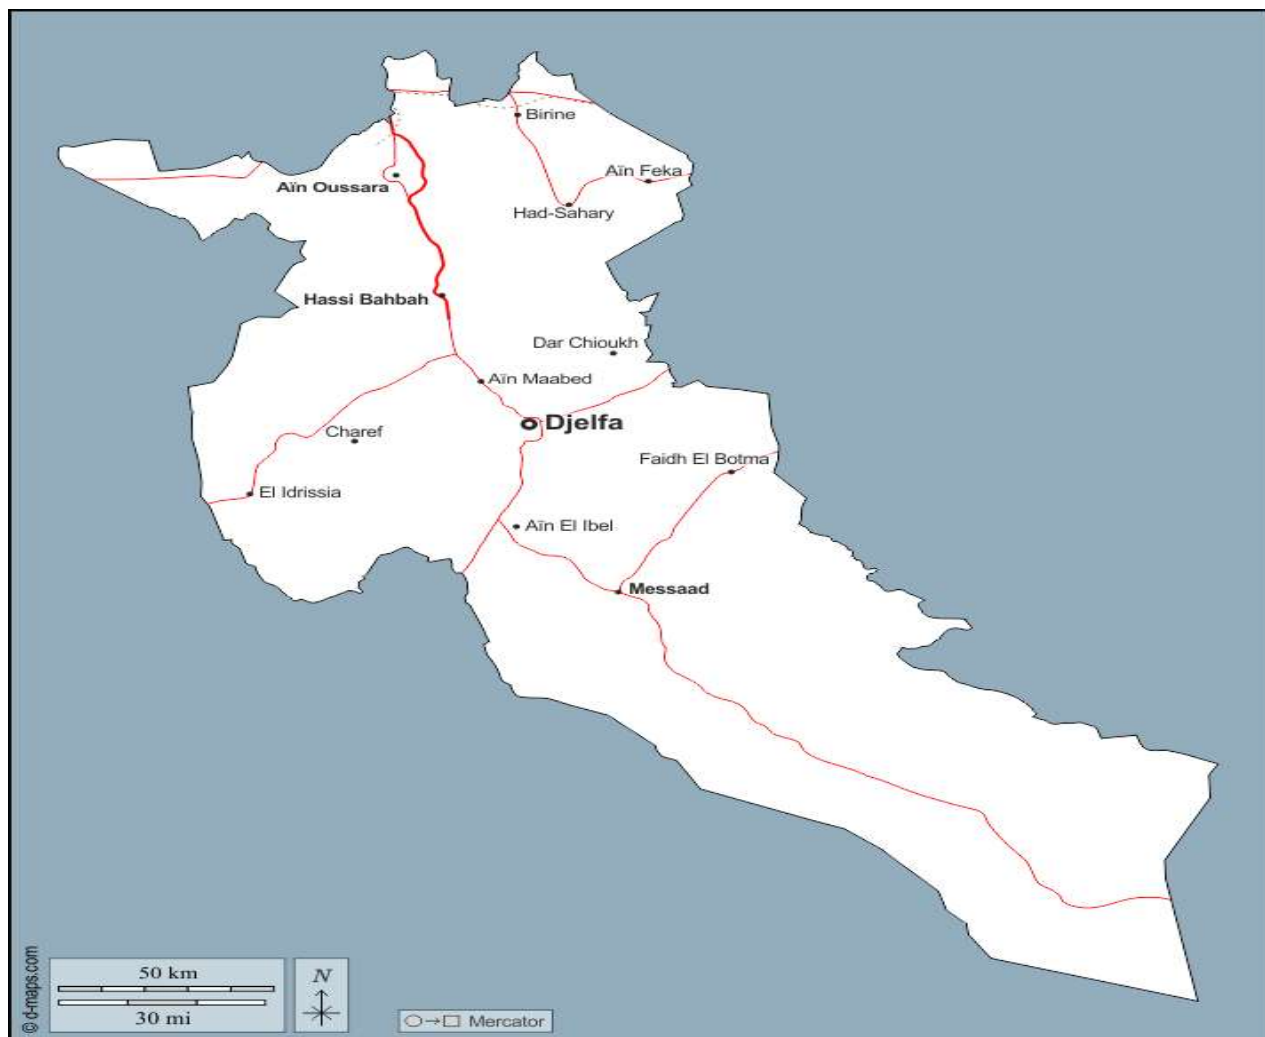 Birine
Aïn Feka
Aïn Oussara
Had-Sahary
Hassi Bahbah
Dar Chioukh
Aïn Maabed
Djelfa
Charef
Faidh El Botma
El Idrissia
Aïn El Ibel
Messaad
© d-maps.com
50 km
30 mi
N
Mercator